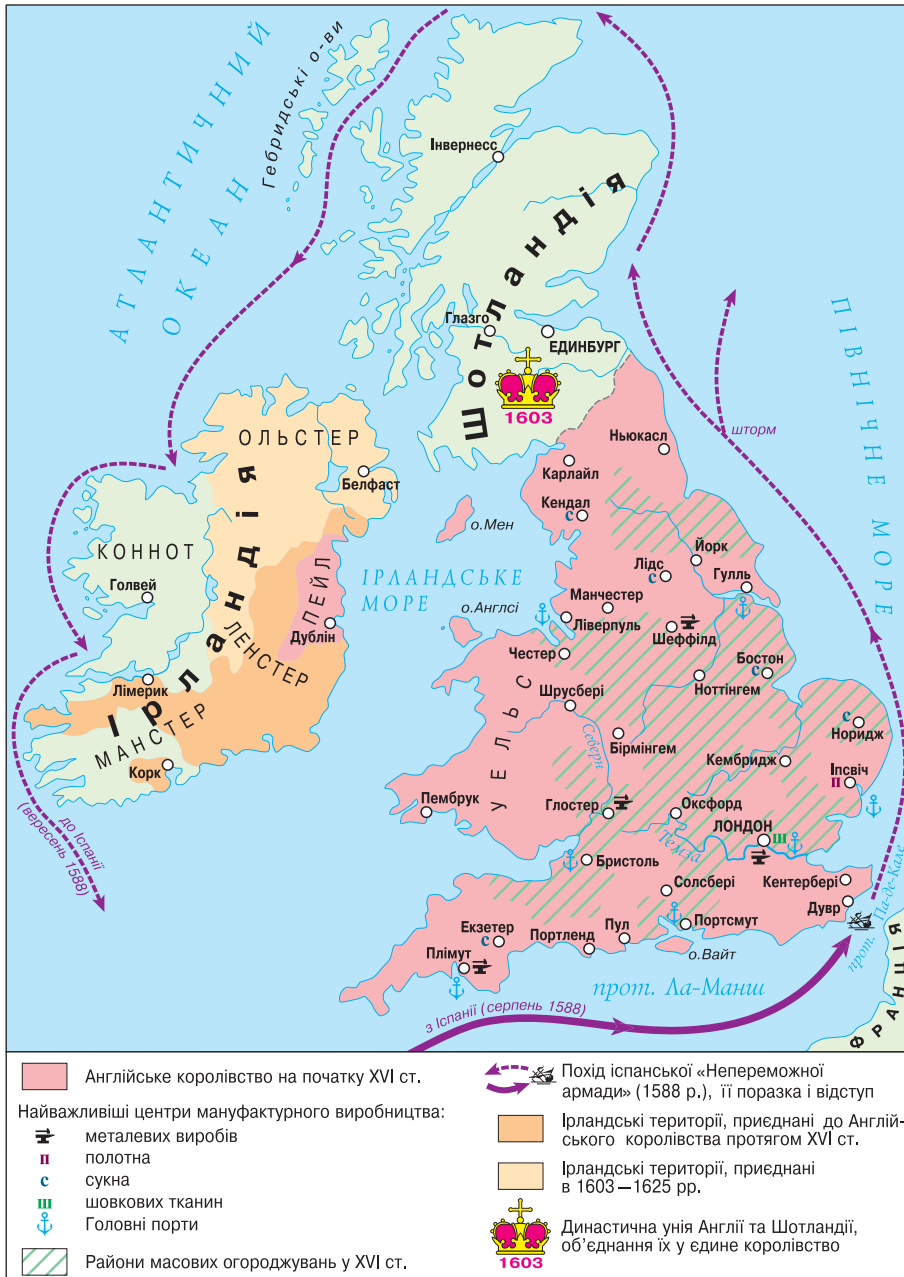 АТЛАНТИЧНИЙ
ОКЕАН
Гебридські о-ви
Інвернесс
Шотландія
Глазго
ЕДИНБУРГ
1603
ПІВНІЧНЕ МОРЕ
шторм
ОЛЬСТЕР
Белфаст
Ньюкасл
Карлайл
Кендал
с
о.Мен
КОННОТ
Голвей
Ірландія
ПЕЙЛ
ІРЛАНДСЬКЕ
МОРЕ
Йорк
Лідс
с
Гулль
Манчестер
о.Англсі
Ліверпуль
Шеффілд
Дублін
ЛЕНСТЕР
Честер
Бостон
с
Ноттінгем
Лімерик
Шрусбері
МАНСТЕР
УЕЛЬС
Северн
с
Норидж
Бірмінгем
Корк
Кембридж
Іпсвіч
п
Пембрук
Глостер
Оксфорд
ЛОНДОН
ш
Темза
до Іспанії
(вересень 1588)
Бристоль
Солсбері
Кентербері
Дувр
прот. Па-де-Кале
Екзетер
с
Портленд
Пул
Портсмут
Плімут
о.Вайт
прот. Ла-Манш
ФРАНЦІЯ
з Іспанії (серпень 1588)
Англійське королівство на початку XVI ст.
Найважливіші центри мануфактурного виробництва:
металевих виробів
п полотна
с сукна
ш шовкових тканин
Головні порти
Райони масових огороджувань у XVI ст.
Похід іспанської «Непереможної
армади» (1588 р.), її поразка і відступ
Ірландські території, приєднані до Англій-
ського королівства протягом XVI ст.
Ірландські території, приєднані
в 1603—1625 рр.
Династична унія Англії та Шотландії,
об’єднання їх у єдине королівство
1603